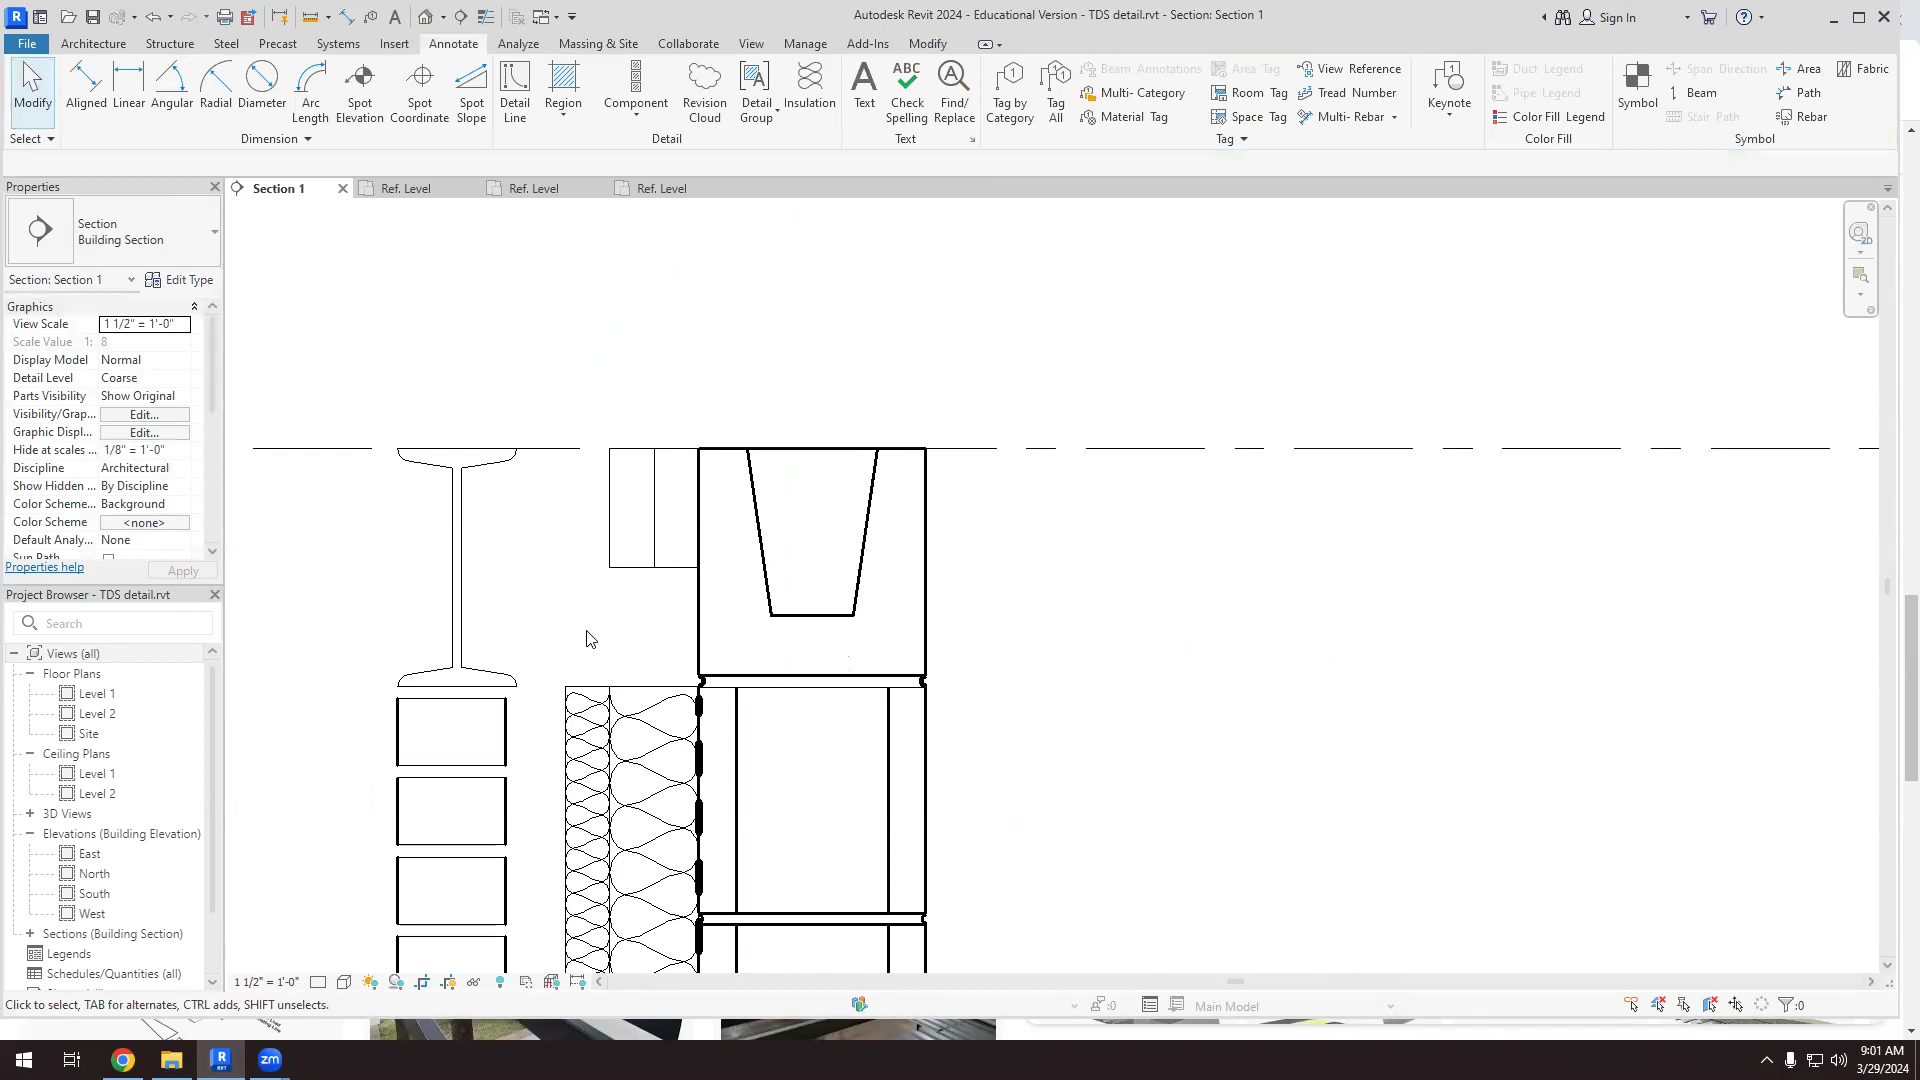 Autodesk Revit 2024 - Educational Version - TDS detail.rvt - Section: Section 1
Sign In
File Architecture Structure Steel Precast Systems Insert Annotate Analyze Massing & Site Collaborate View Manage Add-Ins Modify
Modify
Aligned Linear Angular Radial Diameter
Arc Length
Spot Elevation
Spot Coordinate
Spot Slope
Detail Line
Region
Component
Revision Cloud
Detail Group
Insulation
Text
ABC
Check Spelling
Find/ Replace
Tag by Category
Tag All
Beam Annotations
Multi- Category
Material Tag
Area Tag
Room Tag
Space Tag
View Reference
Tread Number
Multi- Rebar
Keynote
Duct Legend
Pipe Legend
Color Fill Legend
Symbol
Span Direction
Beam
Stair Path
Area
Path
Rebar
Fabric
Select
Dimension
Detail
Text
Tag
Color Fill
Symbol
Properties
Section 1
Ref. Level
Ref. Level
Ref. Level
Section
Building Section
Section: Section 1
Edit Type
Graphics
View Scale 1 1/2" = 1'-0"
Scale Value 1: 8
Display Model Normal
Detail Level Coarse
Parts Visibility Show Original
Visibility/Grap... Edit...
Graphic Displ... Edit...
Hide at scales ... 1/8" = 1'-0"
Discipline Architectural
Show Hidden ... By Discipline
Color Scheme... Background
Color Scheme <none>
Default Analy... None
Sun Path
Properties help
Apply
Project Browser - TDS detail.rvt
Search
Views (all)
Floor Plans
Level 1
Level 2
Site
Ceiling Plans
Level 1
Level 2
3D Views
Elevations (Building Elevation)
East
North
South
West
Sections (Building Section)
Legends
Schedules/Quantities (all)
1 1/2" = 1'-0"
Click to select, TAB for alternates, CTRL adds, SHIFT unselects.
:0
Main Model
:0
2D
R
zm
9:01 AM
3/29/2024